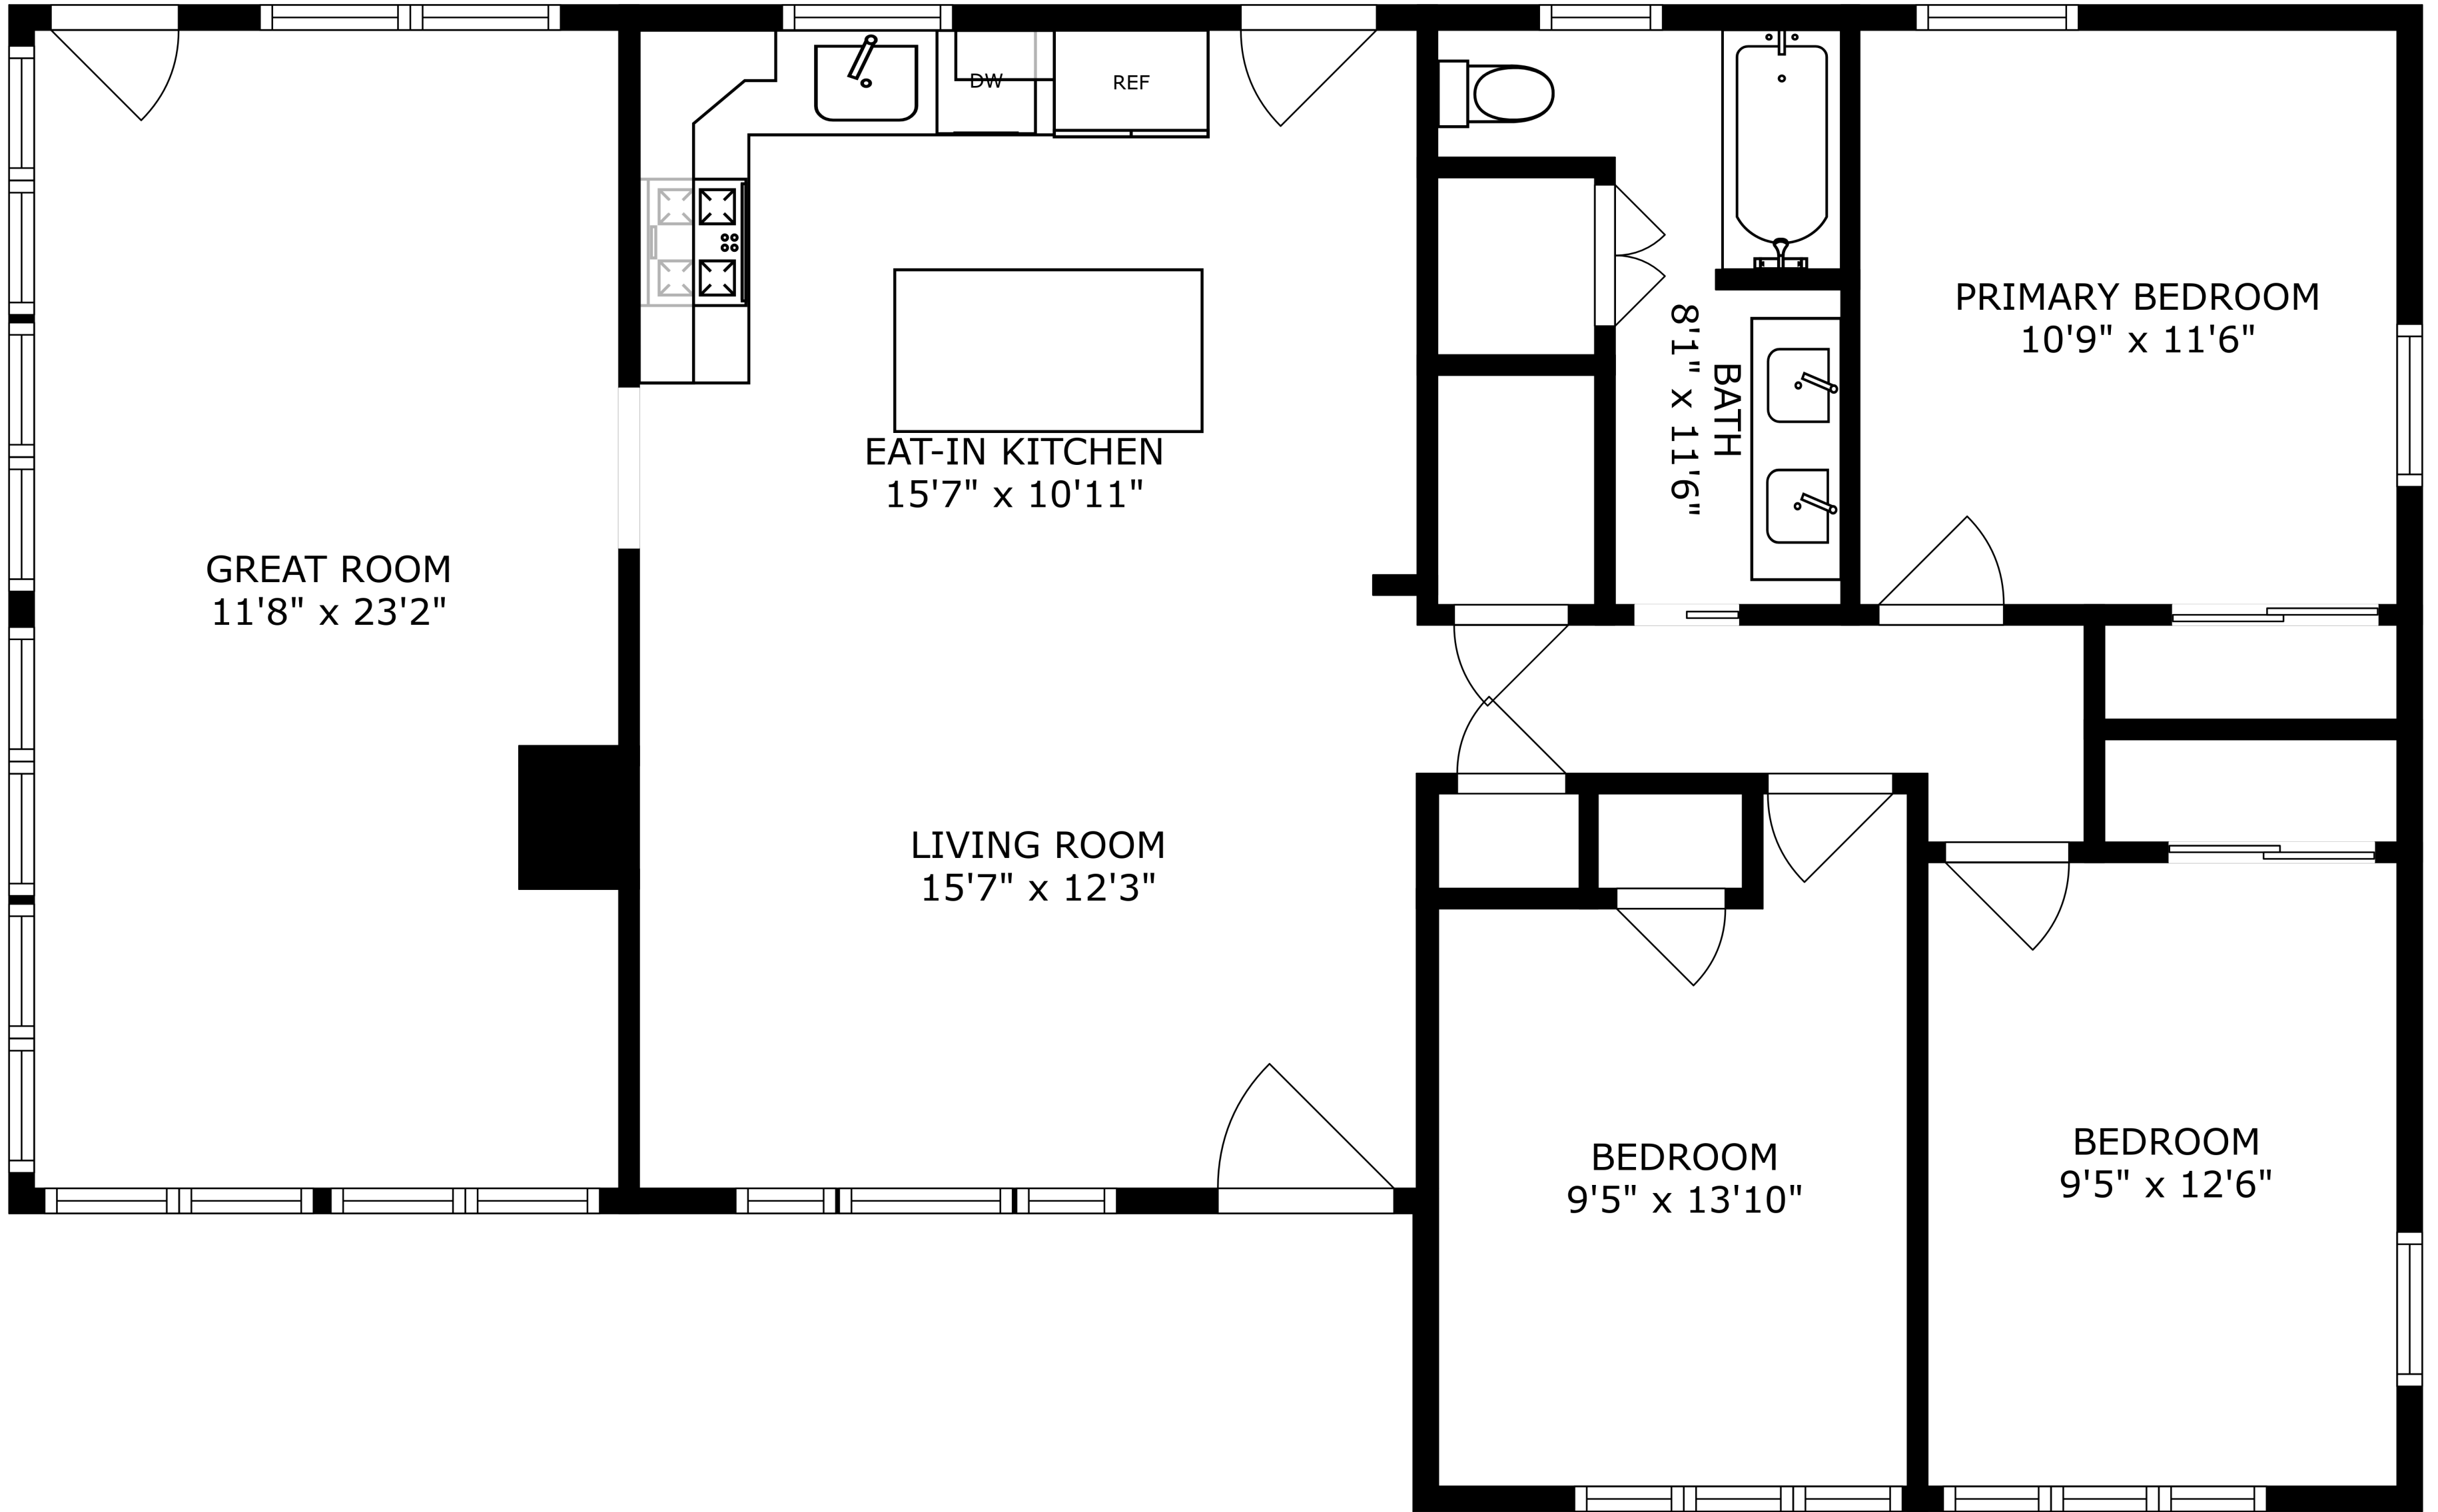 DW
REF
PRIMARY BEDROOM
10'9" x 11'6"
BATH
8'1" x 11'6"
EAT-IN KITCHEN
15'7" x 10'11"
GREAT ROOM
11'8" x 23'2"
LIVING ROOM
15'7" x 12'3"
BEDROOM
9'5" x 13'10"
BEDROOM
9'5" x 12'6"